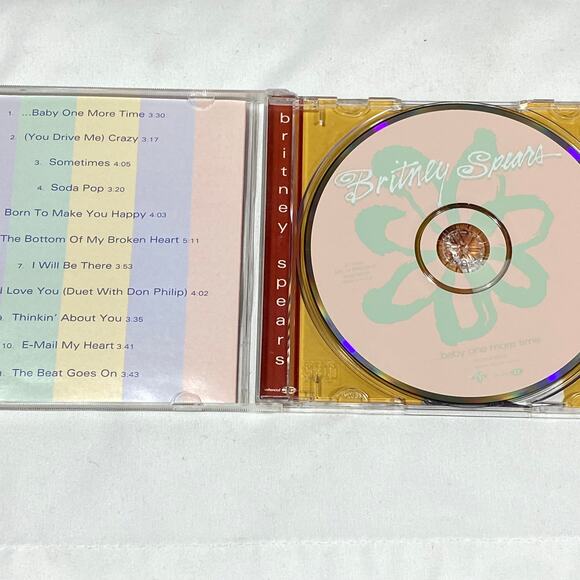 1. ...Baby One More Time 3:30
2. (You Drive Me) Crazy 3:17
3. Sometimes 4:05
4. Soda Pop 3:20
Born To Make You Happy 4:03
The Bottom Of My Broken Heart 5:11
7. I Will Be There 3:53
I Love You (Duet With Don Philip) 4:02
Thinkin' About You 3:35
10. E-Mail My Heart 3:41
The Beat Goes On 3:43
britney spears
Britney Spears
...baby one more time